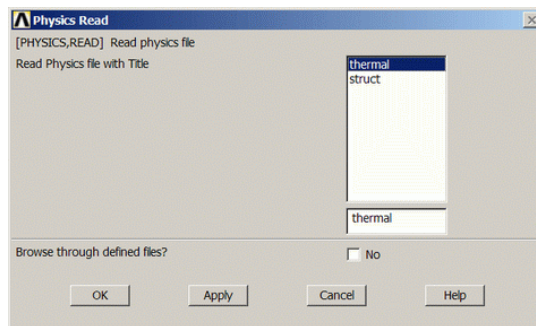 Physics Read
[PHYSICS,READ] Read physics file
Read Physics file with Title
thermal
struct
thermal
Browse through defined files?
No
OK Apply Cancel Help